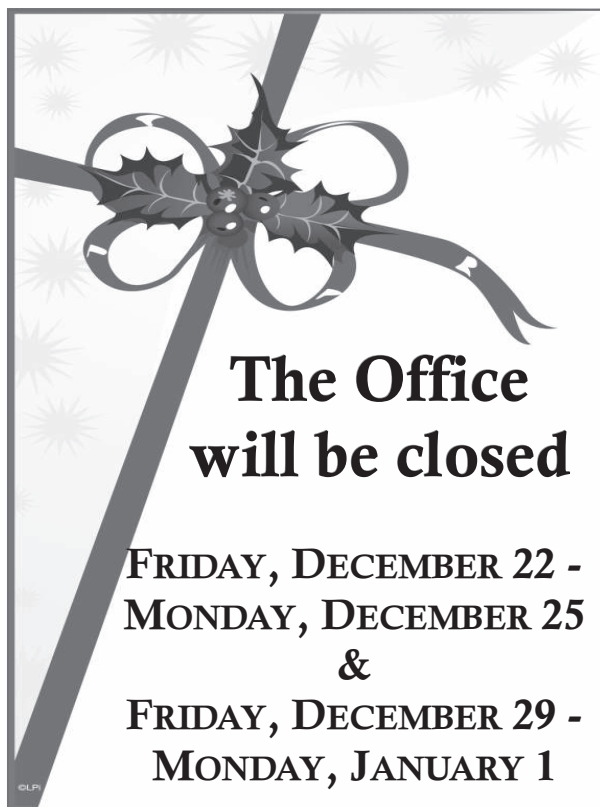 The Office
will be closed
FRIDAY, DECEMBER 22 -
MONDAY, DECEMBER 25
&
FRIDAY, DECEMBER 29 -
MONDAY, JANUARY 1
©LPi